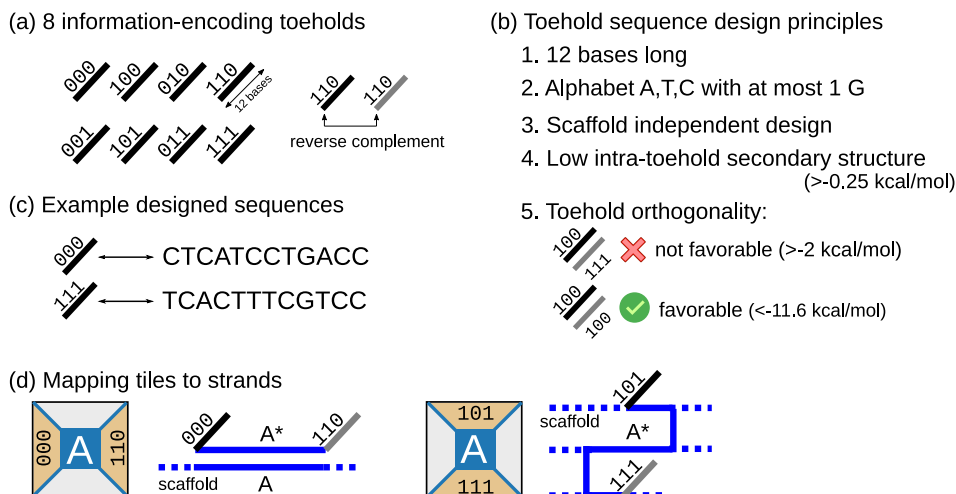 (a) 8 information-encoding toeholds
000 100 010 110
12 bases
001 101 011 111
110 110
reverse complement
(b) Toehold sequence design principles
1. 12 bases long
2. Alphabet A,T,C with at most 1 G
3. Scaffold independent design
4. Low intra-toehold secondary structure
(>-0.25 kcal/mol)
5. Toehold orthogonality:
100
111
not favorable (>-2 kcal/mol)
100
100
favorable (<-11.6 kcal/mol)
(c) Example designed sequences
000 CTCATCCTGACC
111 TCACTTTCGTCC
(d) Mapping tiles to strands
000 A 110
000 A* 110
scaffold A
101
A
111
101
scaffold
A*
111